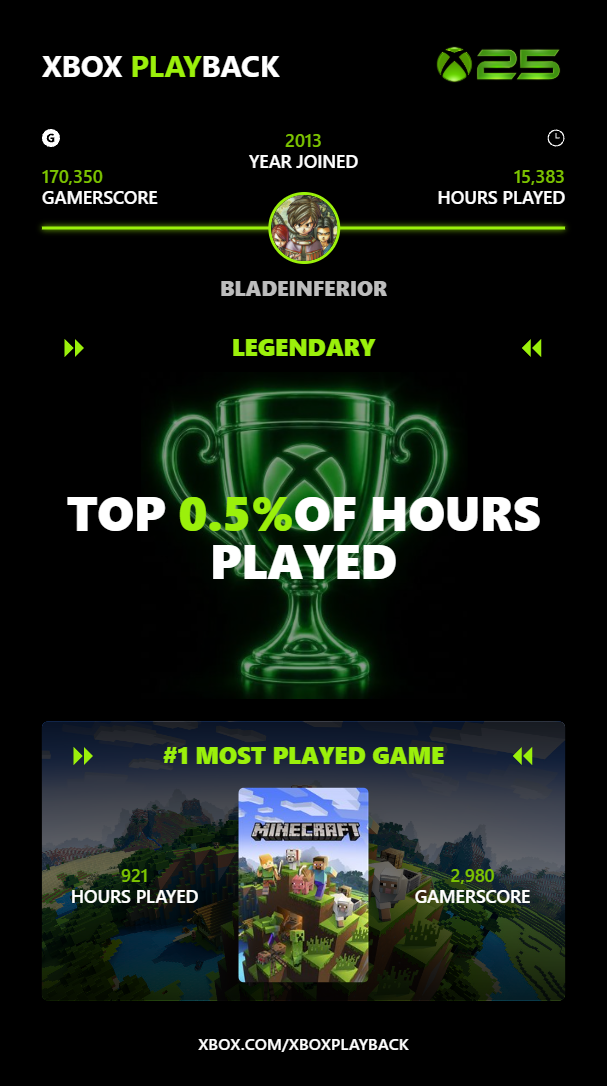 XBOX PLAYBACK
25
G
2013
YEAR JOINED
170,350
GAMERSCORE
15,383
HOURS PLAYED
BLADEINFERIOR
LEGENDARY
TOP 0.5%OF HOURS
PLAYED
#1 MOST PLAYED GAME
MINECRAFT
921
HOURS PLAYED
2,980
GAMERSCORE
XBOX.COM/XBOXPLAYBACK